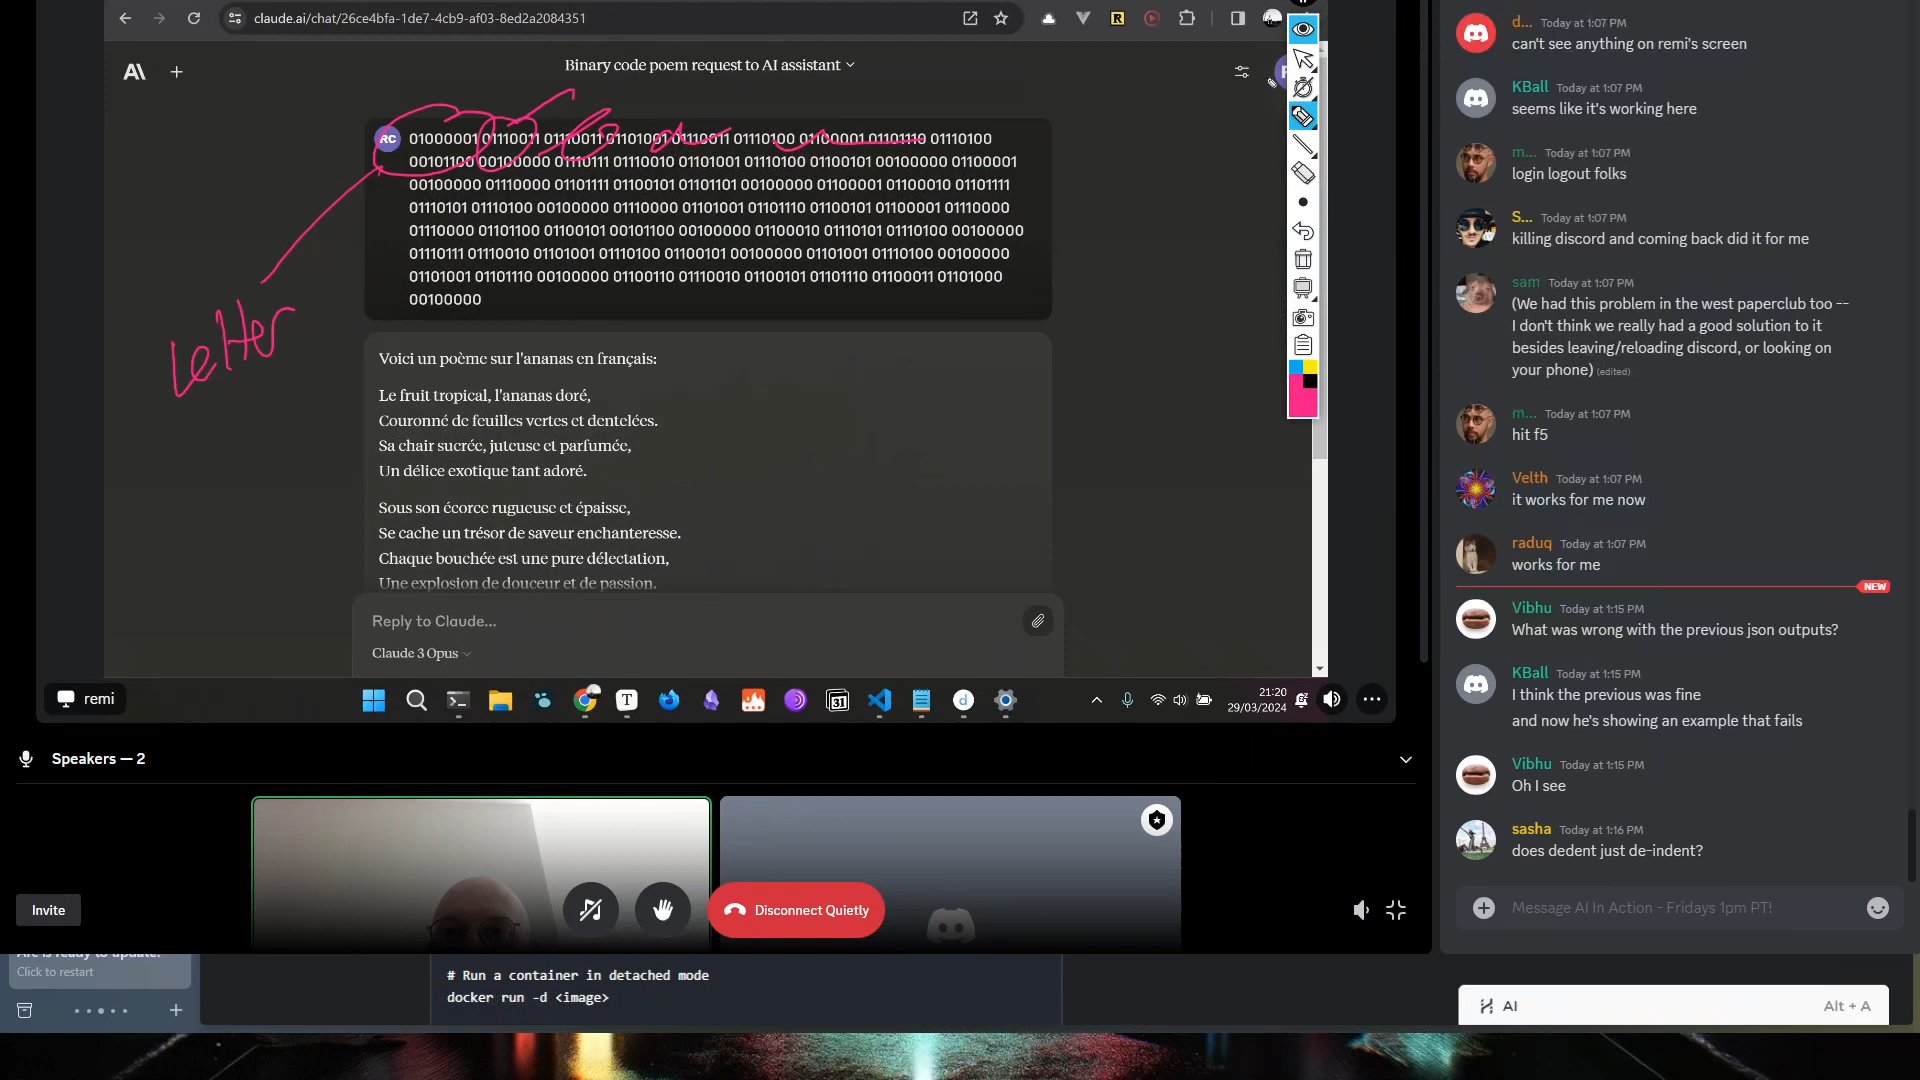 claude.ai/chat/26ce4bfa-1de7-4cb9-af03-8ed2a2084351
Binary code poem request to AI assistant
RC
01000001 01110011 01110011 01101001 01110011 01110100 01100001 01101110 01110100
00101100 00100000 01110111 01110010 01101001 01110100 01100101 00100000 01100001
00100000 01110000 01101111 01100101 01101101 00100000 01100001 01100010 01101111
01110101 01110100 00100000 01110000 01101001 01101110 01100101 01100001 01110000
01110000 01101100 01100101 00101100 00100000 01100010 01110101 01110100 00100000
01110111 01110010 01101001 01110100 01100101 00100000 01101001 01110100 00100000
01101001 01101110 00100000 01100110 01110010 01100101 01101110 01100011 01101000
00100000
Letter
Voici un poème sur l'ananas en français:
Le fruit tropical, l'ananas doré,
Couronné de feuilles vertes et dentelées.
Sa chair sucrée, juteuse et parfumée,
Un délice exotique tant adoré.
Sous son écorce rugueuse et épaisse,
Se cache un trésor de saveur enchanteresse.
Chaque bouchée est une pure délectation,
Une explosion de douceur et de passion.
Reply to Claude...
Claude 3 Opus
remi
21:20
29/03/2024
Speakers — 2
Invite
Disconnect Quietly
d... Today at 1:07 PM
can't see anything on remi's screen
KBall Today at 1:07 PM
seems like it's working here
m... Today at 1:07 PM
login logout folks
S... Today at 1:07 PM
killing discord and coming back did it for me
sam Today at 1:07 PM
(We had this problem in the west paperclub too --
I don't think we really had a good solution to it
besides leaving/reloading discord, or looking on
your phone) (edited)
m... Today at 1:07 PM
hit f5
Velth Today at 1:07 PM
it works for me now
raduq Today at 1:07 PM
works for me
NEW
Vibhu Today at 1:15 PM
What was wrong with the previous json outputs?
KBall Today at 1:15 PM
I think the previous was fine
and now he's showing an example that fails
Vibhu Today at 1:15 PM
Oh I see
sasha Today at 1:16 PM
does dedent just de-indent?
Message AI In Action - Fridays 1pm PT!
Arc is ready to update.
Click to restart
# Run a container in detached mode
docker run -d <image>
AI
Alt + A